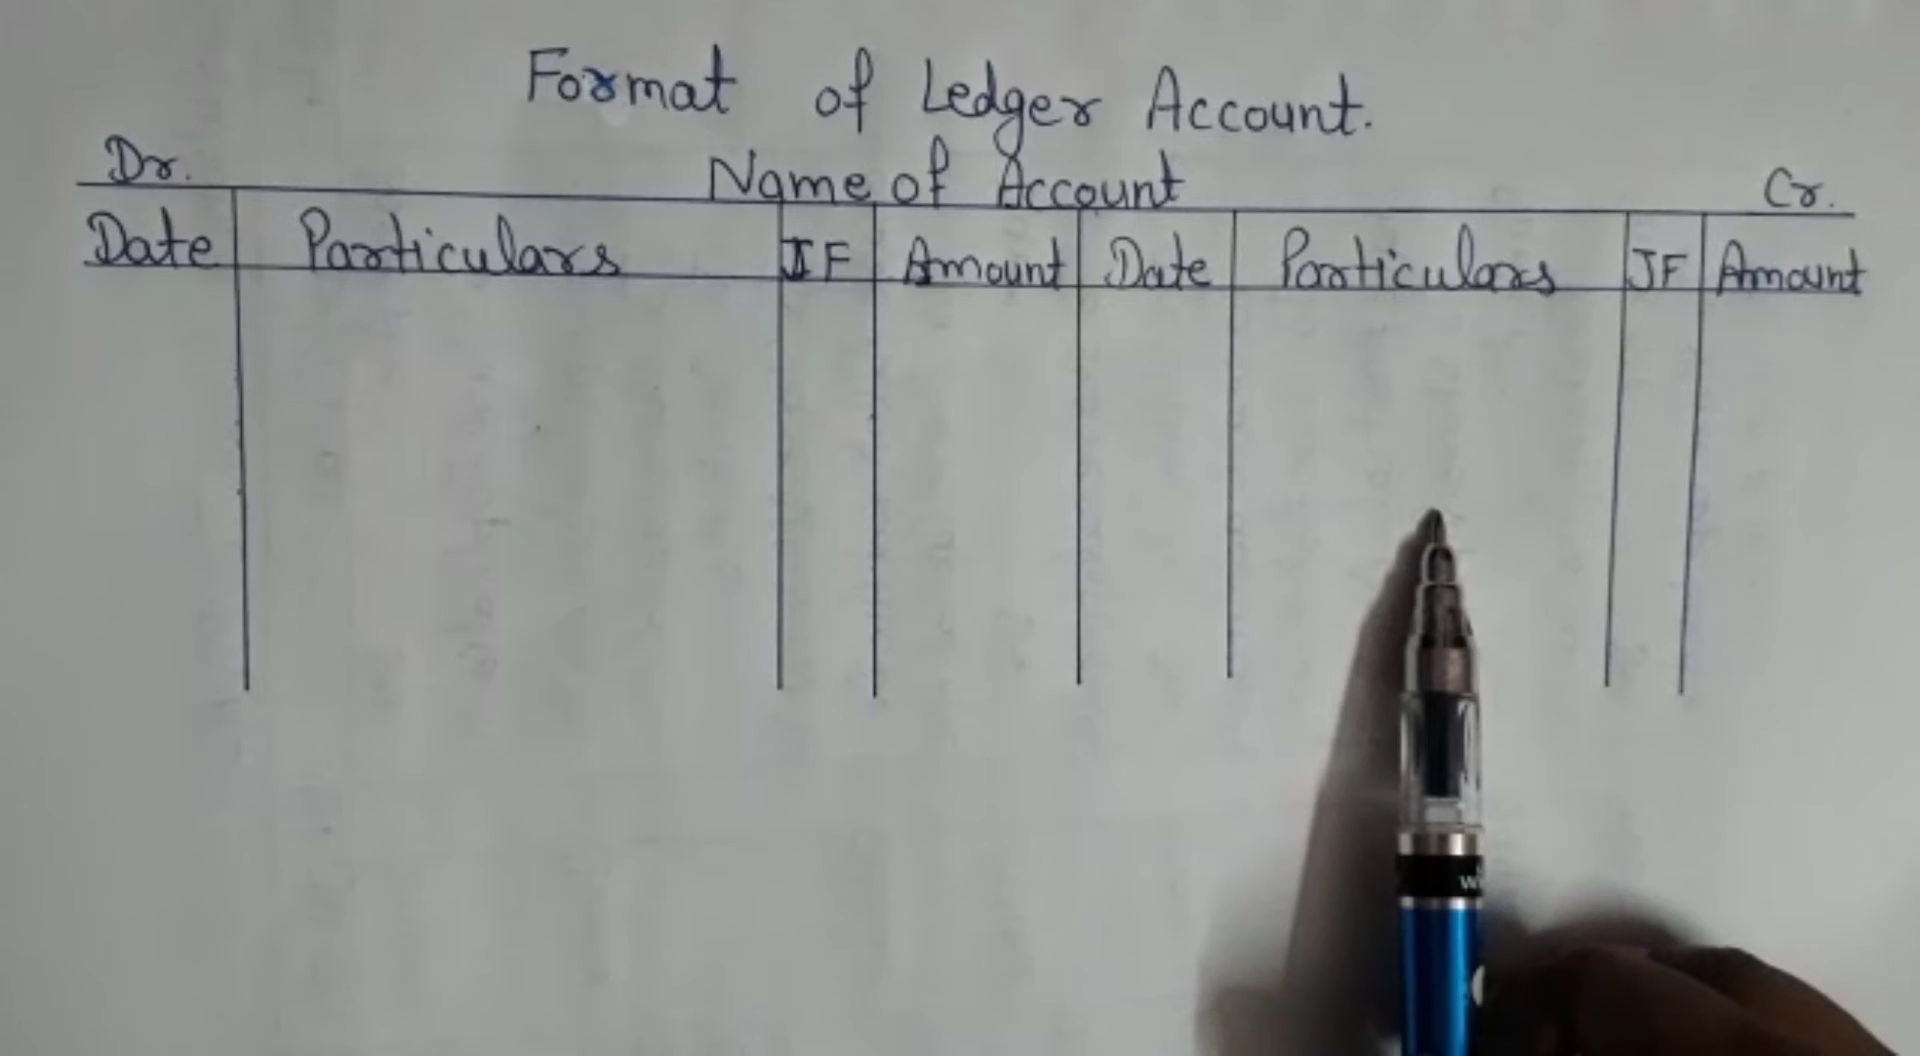 Format of Ledger Account.
Dr. Name of Account Cr.
Date Particulars JF Amount Date Particulars JF Amount